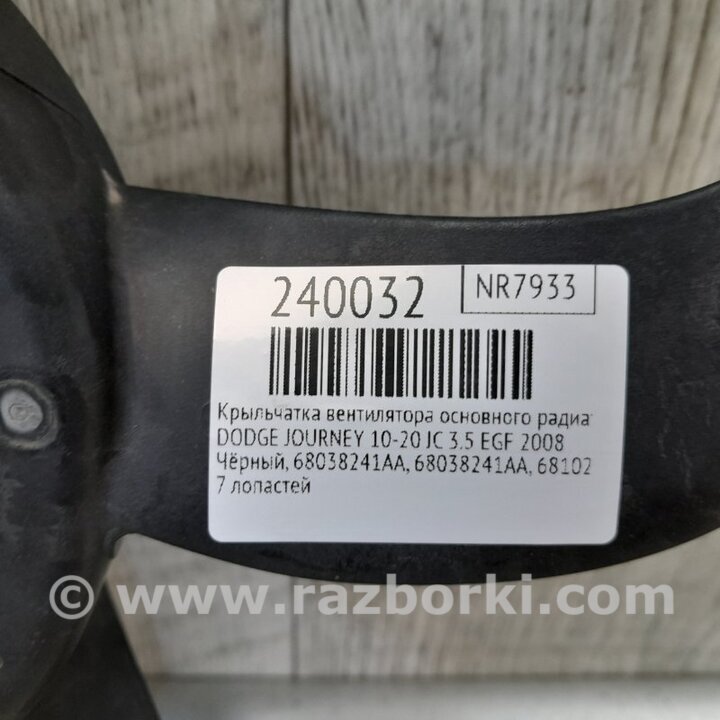 240032
NR7933
Крыльчатка вентилятора основного радиа
DODGE JOURNEY 10-20 JC 3.5 EGF 2008
Чёрный, 68038241AA, 68038241AA, 68102
7 лопастей
© www.razborki.com